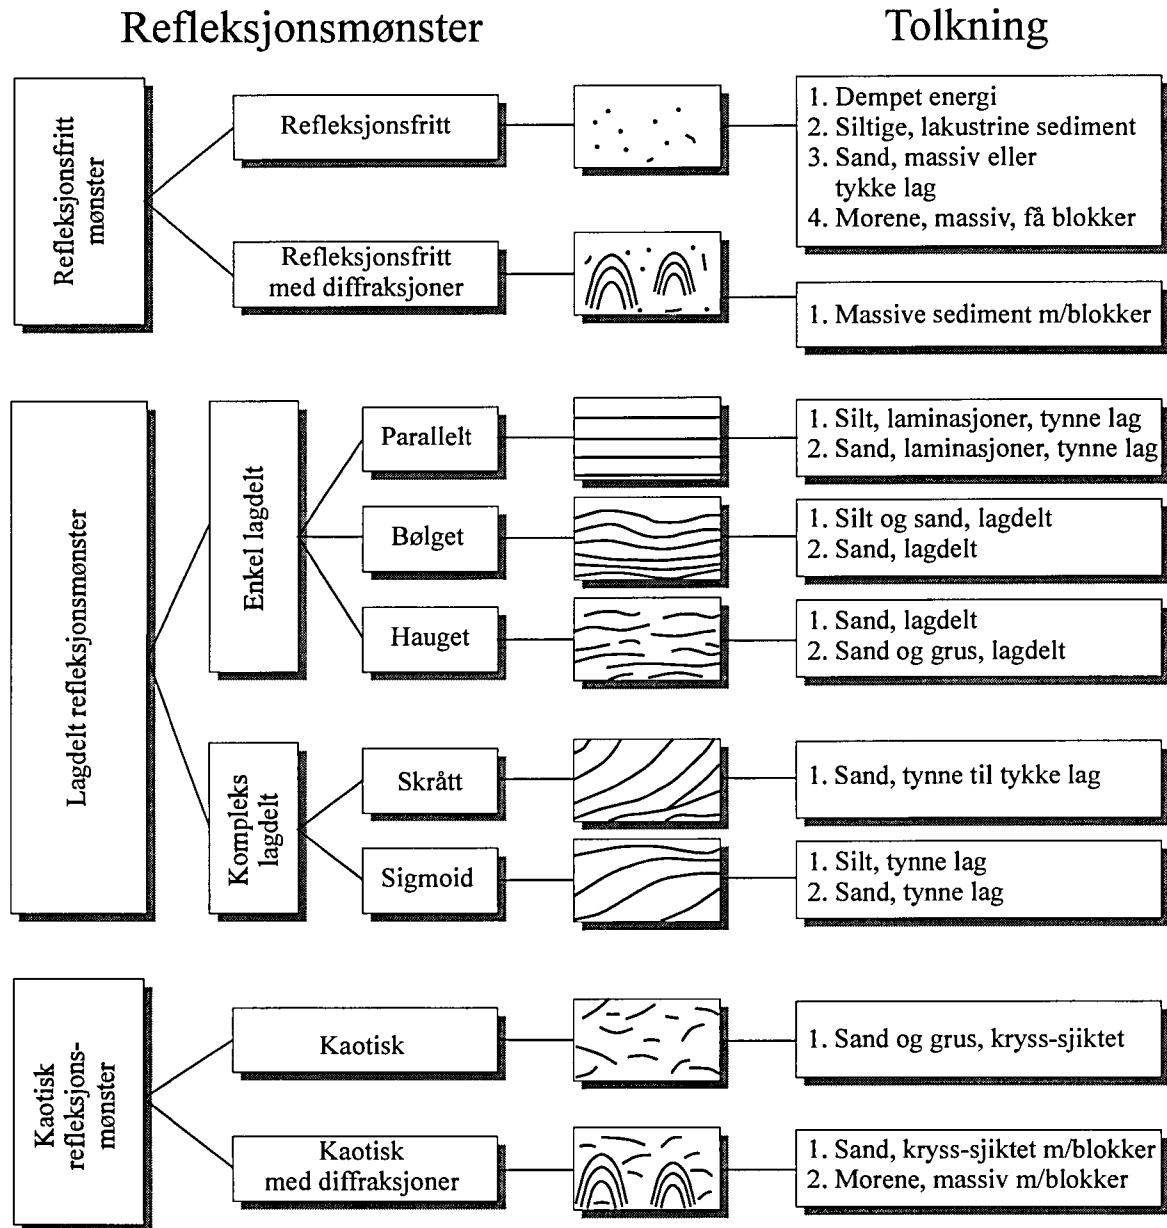 Refleksjonsmønster
Tolkning
Refleksjonsfritt
mønster
Refleksjonsfritt
1. Dempet energi
2. Siltige, lakustrine sediment
3. Sand, massiv eller
tykke lag
4. Morene, massiv, få blokker
Refleksjonsfritt
med diffraksjoner
1. Massive sediment m/blokker
Lagdelt refleksjonsmønster
Enkel lagdelt
Parallelt
1. Silt, laminasjoner, tynne lag
2. Sand, laminasjoner, tynne lag
Bølget
1. Silt og sand, lagdelt
2. Sand, lagdelt
Hauget
1. Sand, lagdelt
2. Sand og grus, lagdelt
Kompleks
lagdelt
Skrått
1. Sand, tynne til tykke lag
Sigmoid
1. Silt, tynne lag
2. Sand, tynne lag
Kaotisk
refleksjons-
mønster
Kaotisk
1. Sand og grus, kryss-sjiktet
Kaotisk
med diffraksjoner
1. Sand, kryss-sjiktet m/blokker
2. Morene, massiv m/blokker